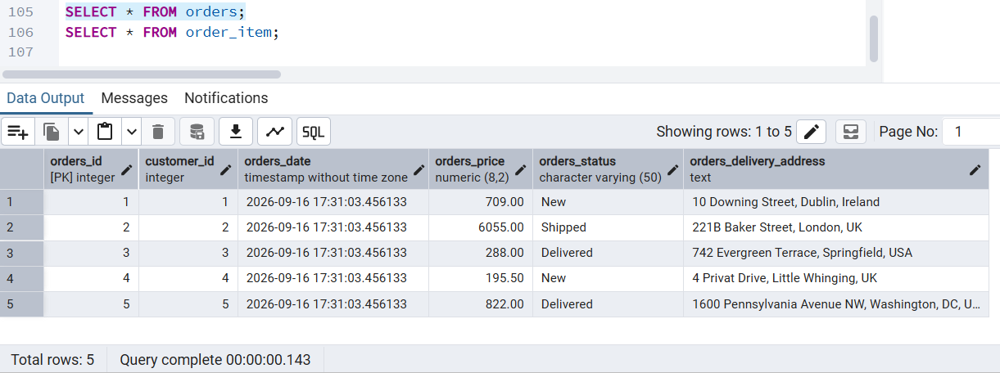 105 SELECT * FROM orders;
106 SELECT * FROM order_item;
107
Data Output Messages Notifications
SQL Showing rows: 1 to 5 Page No: 1
orders_id customer_id orders_date orders_price orders_status orders_delivery_address
[PK] integer integer timestamp without time zone numeric (8,2) character varying (50) text
1 1 1 2026-09-16 17:31:03.456133 709.00 New 10 Downing Street, Dublin, Ireland
2 2 2 2026-09-16 17:31:03.456133 6055.00 Shipped 221B Baker Street, London, UK
3 3 3 2026-09-16 17:31:03.456133 288.00 Delivered 742 Evergreen Terrace, Springfield, USA
4 4 4 2026-09-16 17:31:03.456133 195.50 New 4 Privat Drive, Little Whinging, UK
5 5 5 2026-09-16 17:31:03.456133 822.00 Delivered 1600 Pennsylvania Avenue NW, Washington, DC, U...
Total rows: 5 Query complete 00:00:00.143